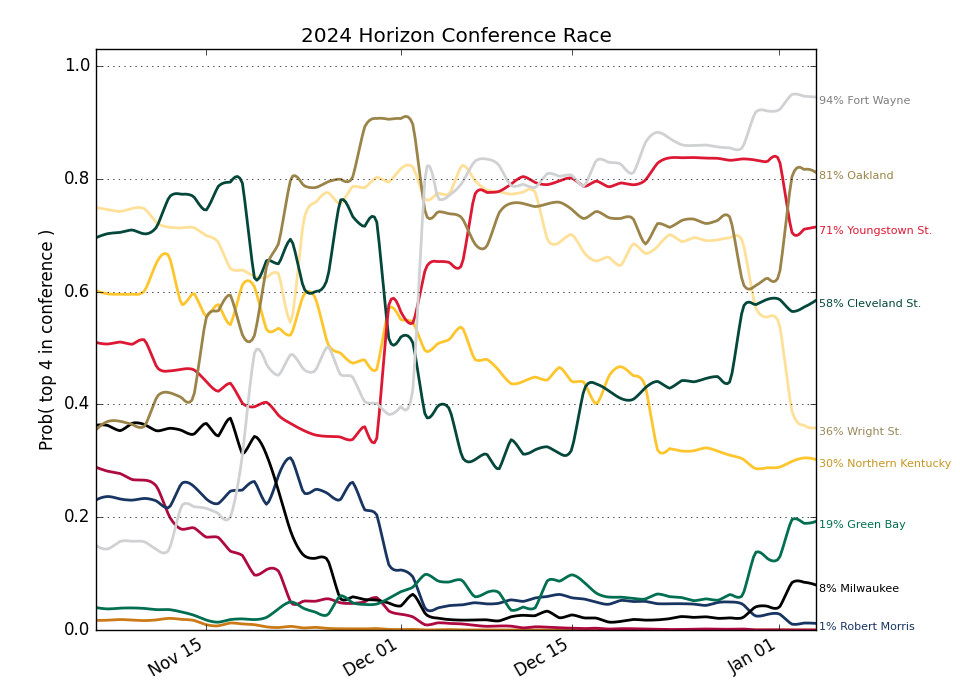 2024 Horizon Conference Race
Prob( top 4 in conference )
1.0
0.8
0.6
0.4
0.2
0.0
Nov 15
Dec 01
Dec 15
Jan 01
94% Fort Wayne
81% Oakland
71% Youngstown St.
58% Cleveland St.
36% Wright St.
30% Northern Kentucky
19% Green Bay
8% Milwaukee
1% Robert Morris